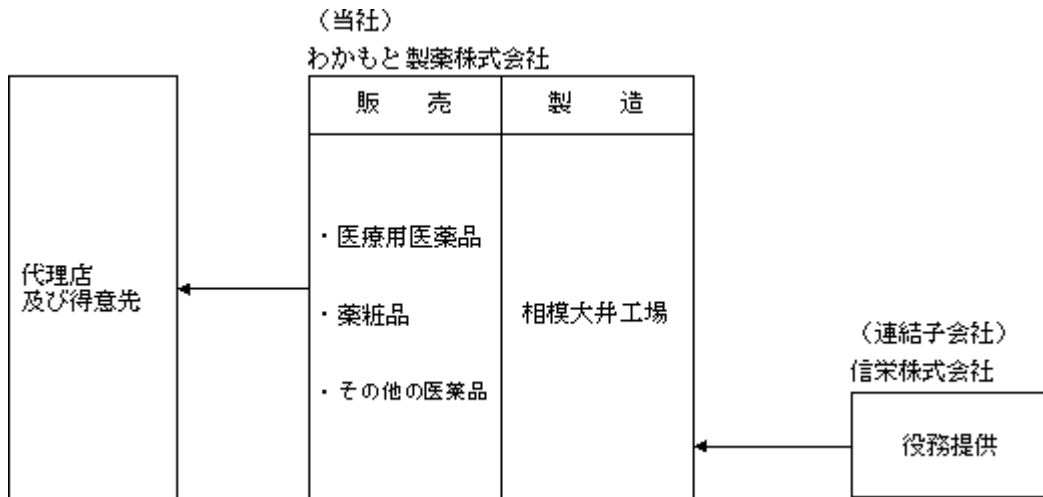 (当社)
わかもと製薬株式会社
販 売
製 造
・医療用医薬品
・薬粧品
・その他の医薬品
相模大井工場
代理店
及び得意先
(連結子会社)
信栄株式会社
役務提供